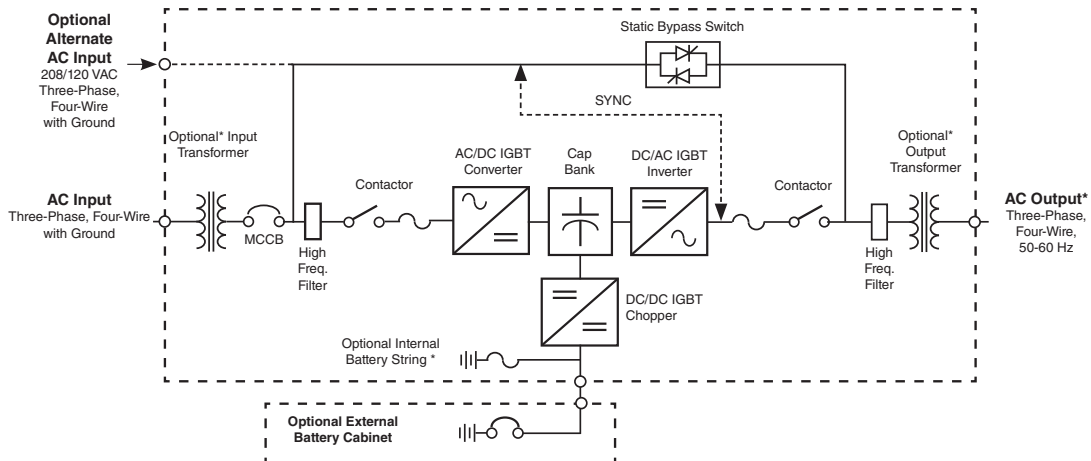 Optional
Alternate
AC Input
208/120 VAC
Three-Phase,
Four-Wire
with Ground
Static Bypass Switch
SYNC
Optional* Input
Transformer
AC Input
Three-Phase, Four-Wire
with Ground
MCCB
High
Freq.
Filter
Contactor
AC/DC IGBT
Converter
Cap
Bank
DC/AC IGBT
Inverter
Contactor
High
Freq.
Filter
Optional*
Output
Transformer
AC Output*
Three-Phase,
Four-Wire,
50-60 Hz
DC/DC IGBT
Chopper
Optional Internal
Battery String *
Optional External
Battery Cabinet